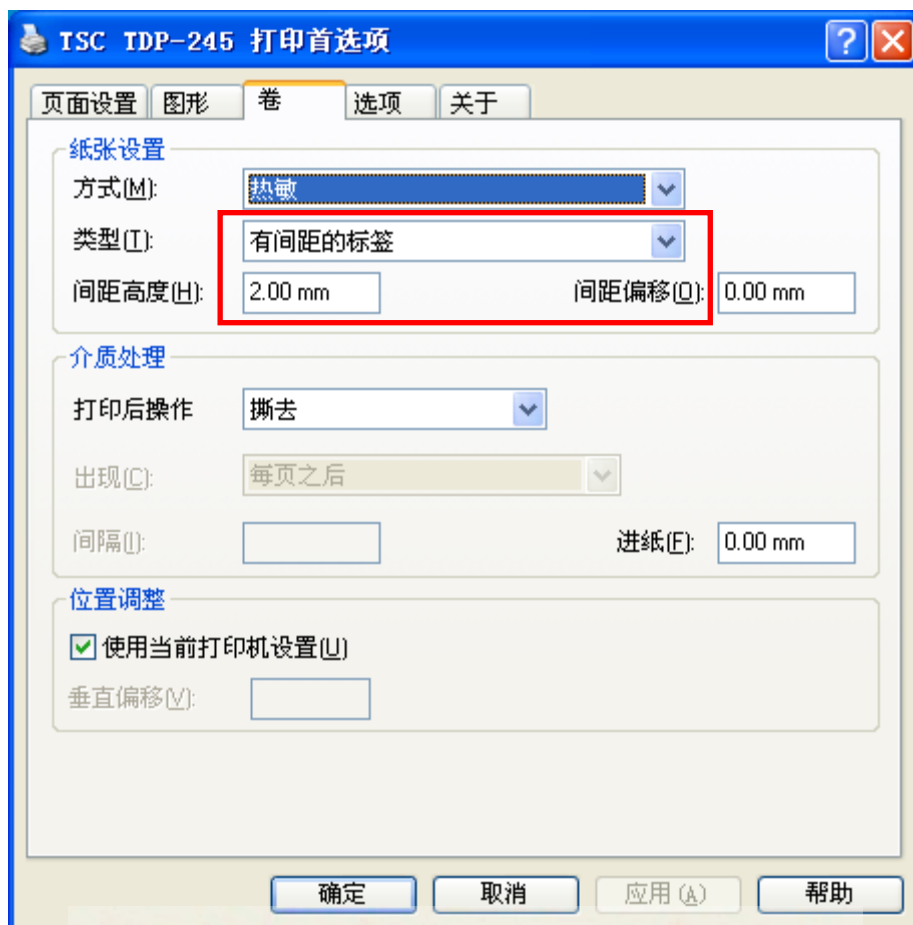 TSC TDP-245 打印首选项
页面设置 图形 卷 选项 关于
纸张设置
方式(M): 热敏
类型(T): 有间距的标签
间距高度(H): 2.00 mm 间距偏移(O): 0.00 mm
介质处理
打印后操作 撕去
出现(C): 每页之后
间隔(I): 进纸(F): 0.00 mm
位置调整
使用当前打印机设置(U)
垂直偏移(V):
确定 取消 应用(A) 帮助